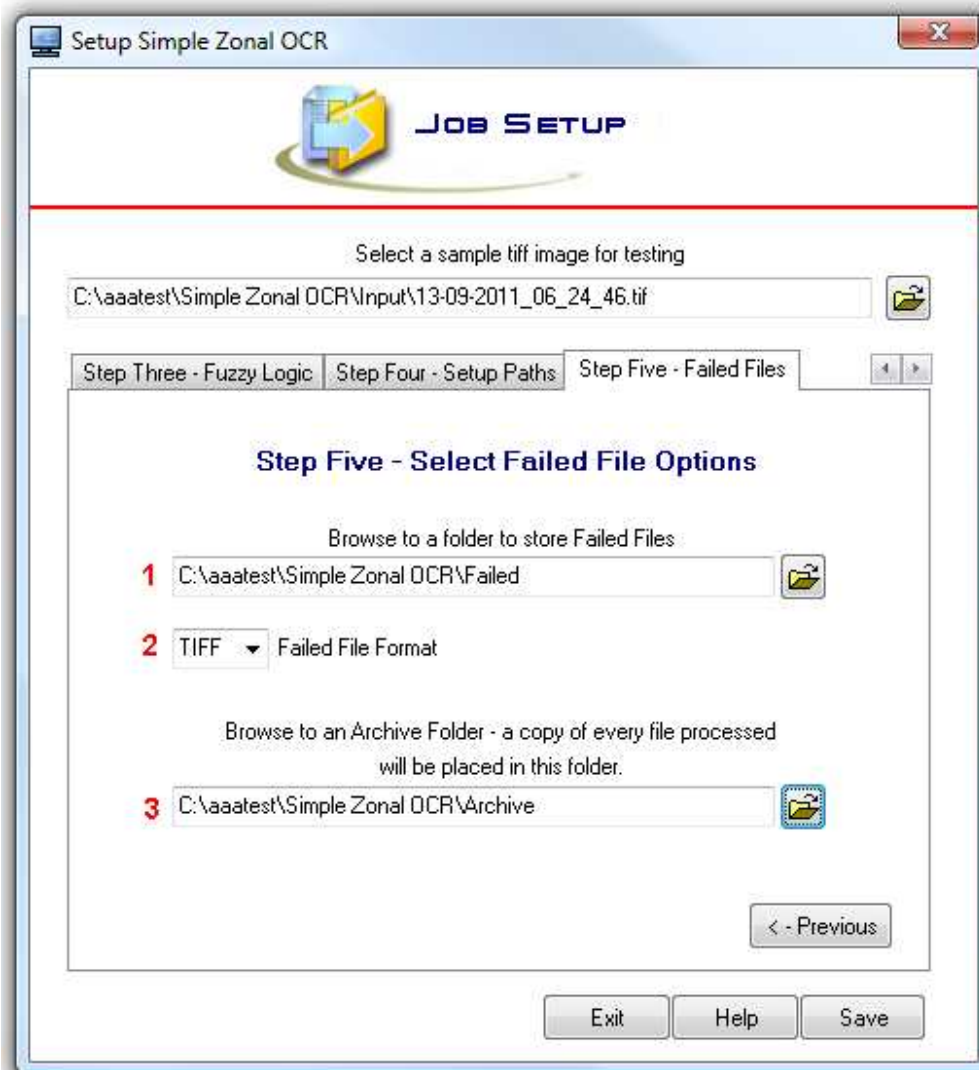 Setup Simple Zonal OCR
JOB SETUP
Select a sample tiff image for testing
C:\aaatest\Simple Zonal OCR\Input\13-09-2011_06_24_46.tif
Step Three - Fuzzy Logic Step Four - Setup Paths Step Five - Failed Files
Step Five - Select Failed File Options
Browse to a folder to store Failed Files
1 C:\aaatest\Simple Zonal OCR\Failed
2 TIFF Failed File Format
Browse to an Archive Folder - a copy of every file processed
will be placed in this folder.
3 C:\aaatest\Simple Zonal OCR\Archive
< - Previous
Exit Help Save